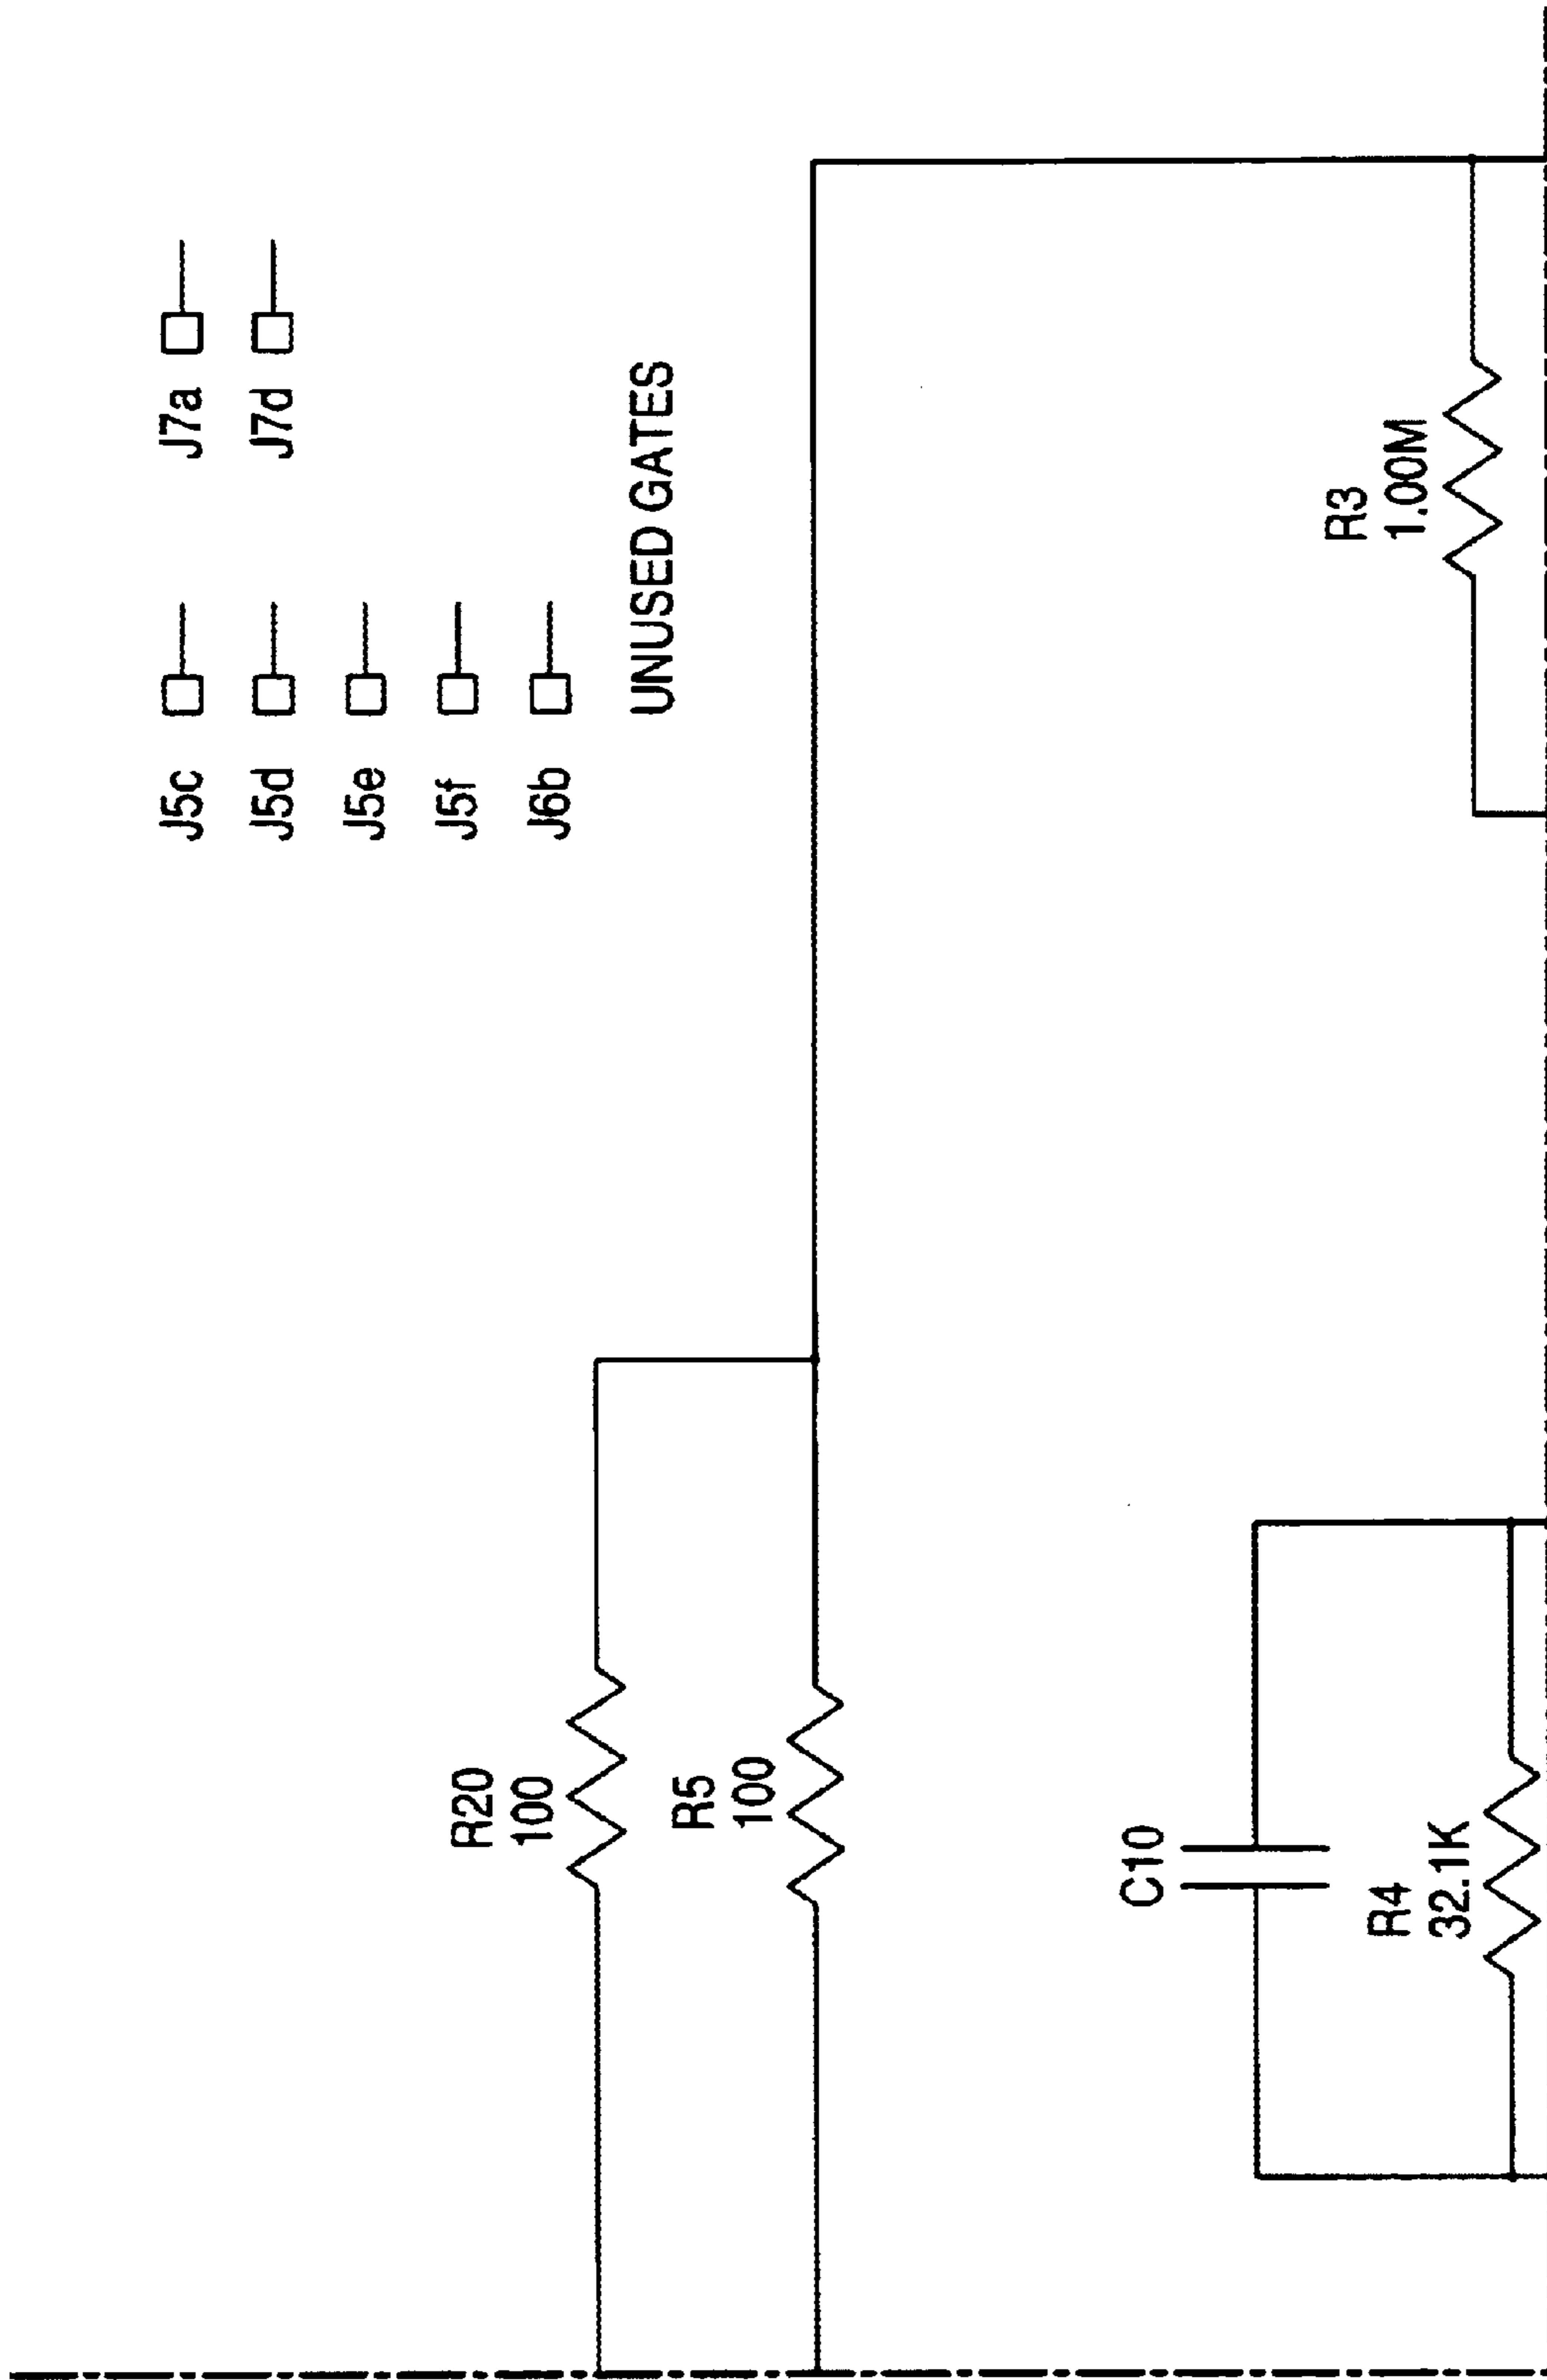 J5c
J7a
J5d
J7d
J5e
J5f
J6b
UNUSED GATES
R20
100
R5
100
C10
R3
1.00M
R4
32.1K